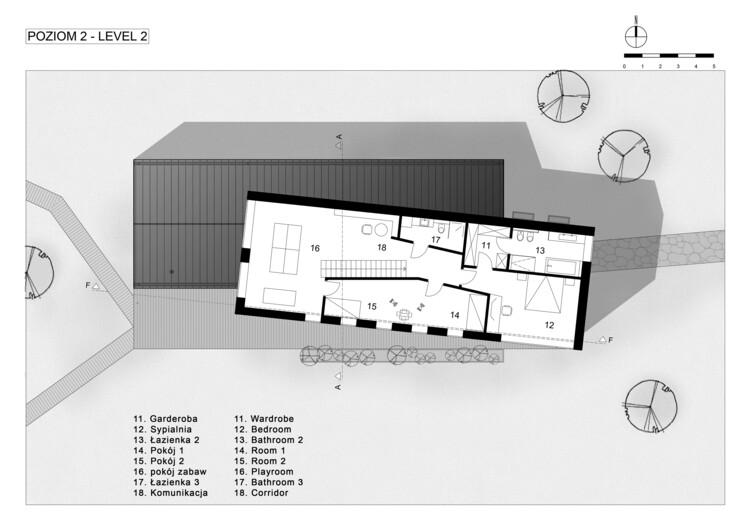 POZIOM 2 - LEVEL 2
N
0 1 2 3 4 5
A
16
18
17
11
13
F
15
14
12
F
A
11. Garderoba
12. Sypialnia
13. Łazienka 2
14. Pokój 1
15. Pokój 2
16. pokój zabaw
17. Łazienka 3
18. Komunikacja
11. Wardrobe
12. Bedroom
13. Bathroom 2
14. Room 1
15. Room 2
16. Playroom
17. Bathroom 3
18. Corridor